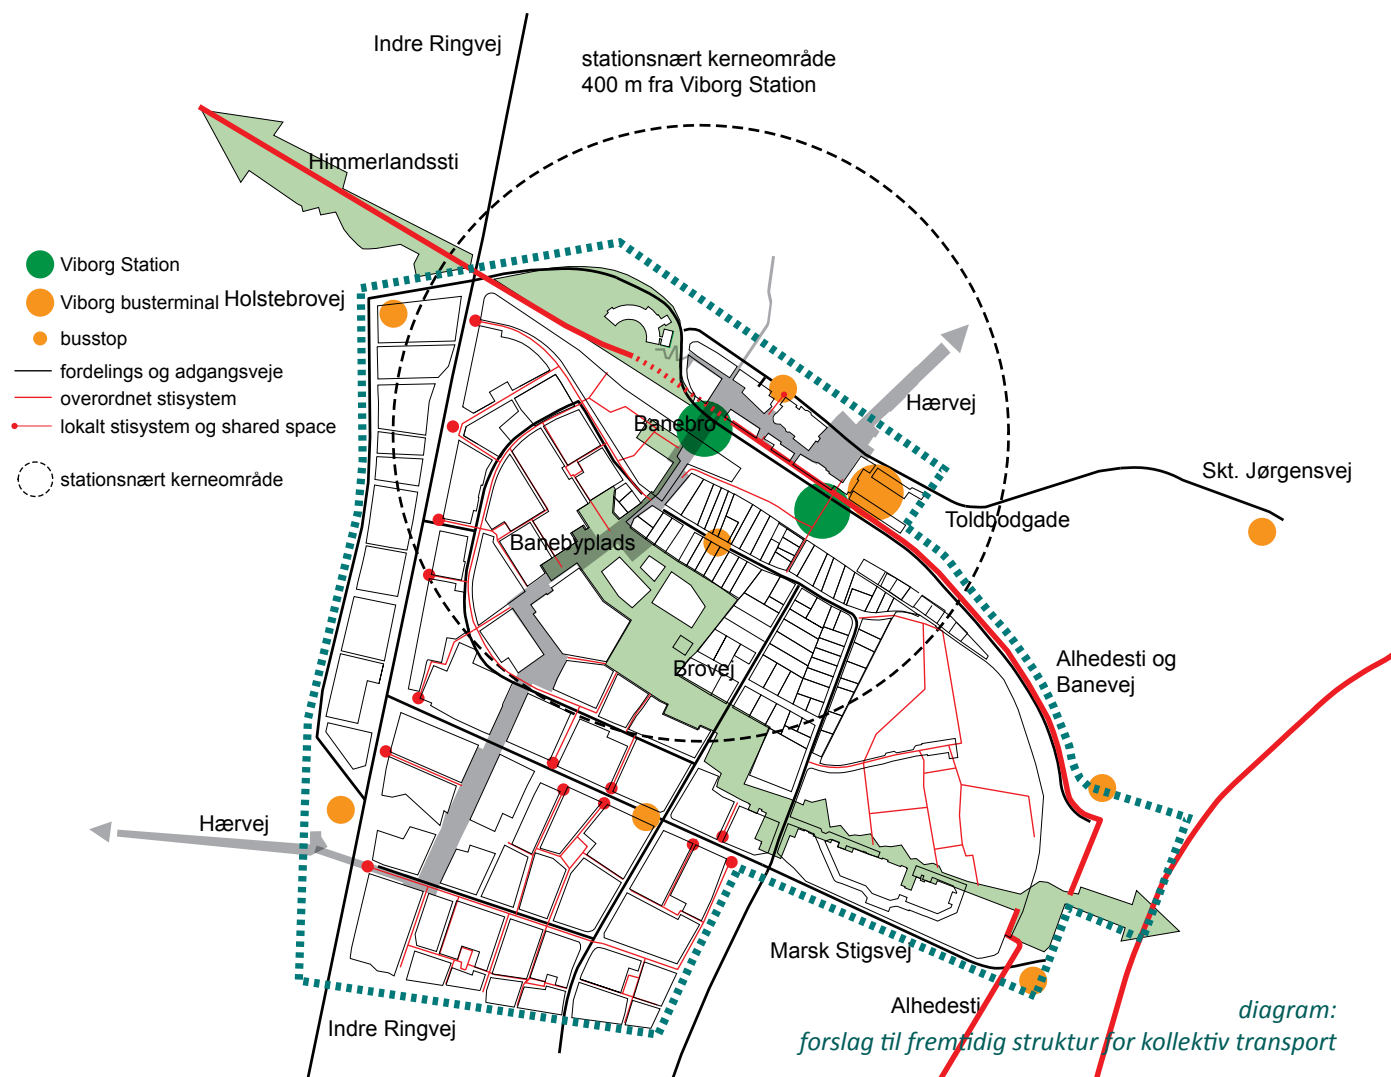 Indre Ringvej
stationsnært kerneområde
400 m fra Viborg Station
Himmerlandssti
Viborg Station
Viborg busterminal
Holstebrovej
busstop
fordelings og adgangsveje
overordnet stisystem
lokalt stisystem og shared space
stationsnært kerneområde
Hærvej
Banebro
Skt. Jørgensvej
Toldbodgade
Banebyplads
Brovej
Alhedesti og
Banevej
Hærvej
Marsk Stigsvej
Alhedesti
Indre Ringvej
diagram:
forslag til fremtidig struktur for kollektiv transport